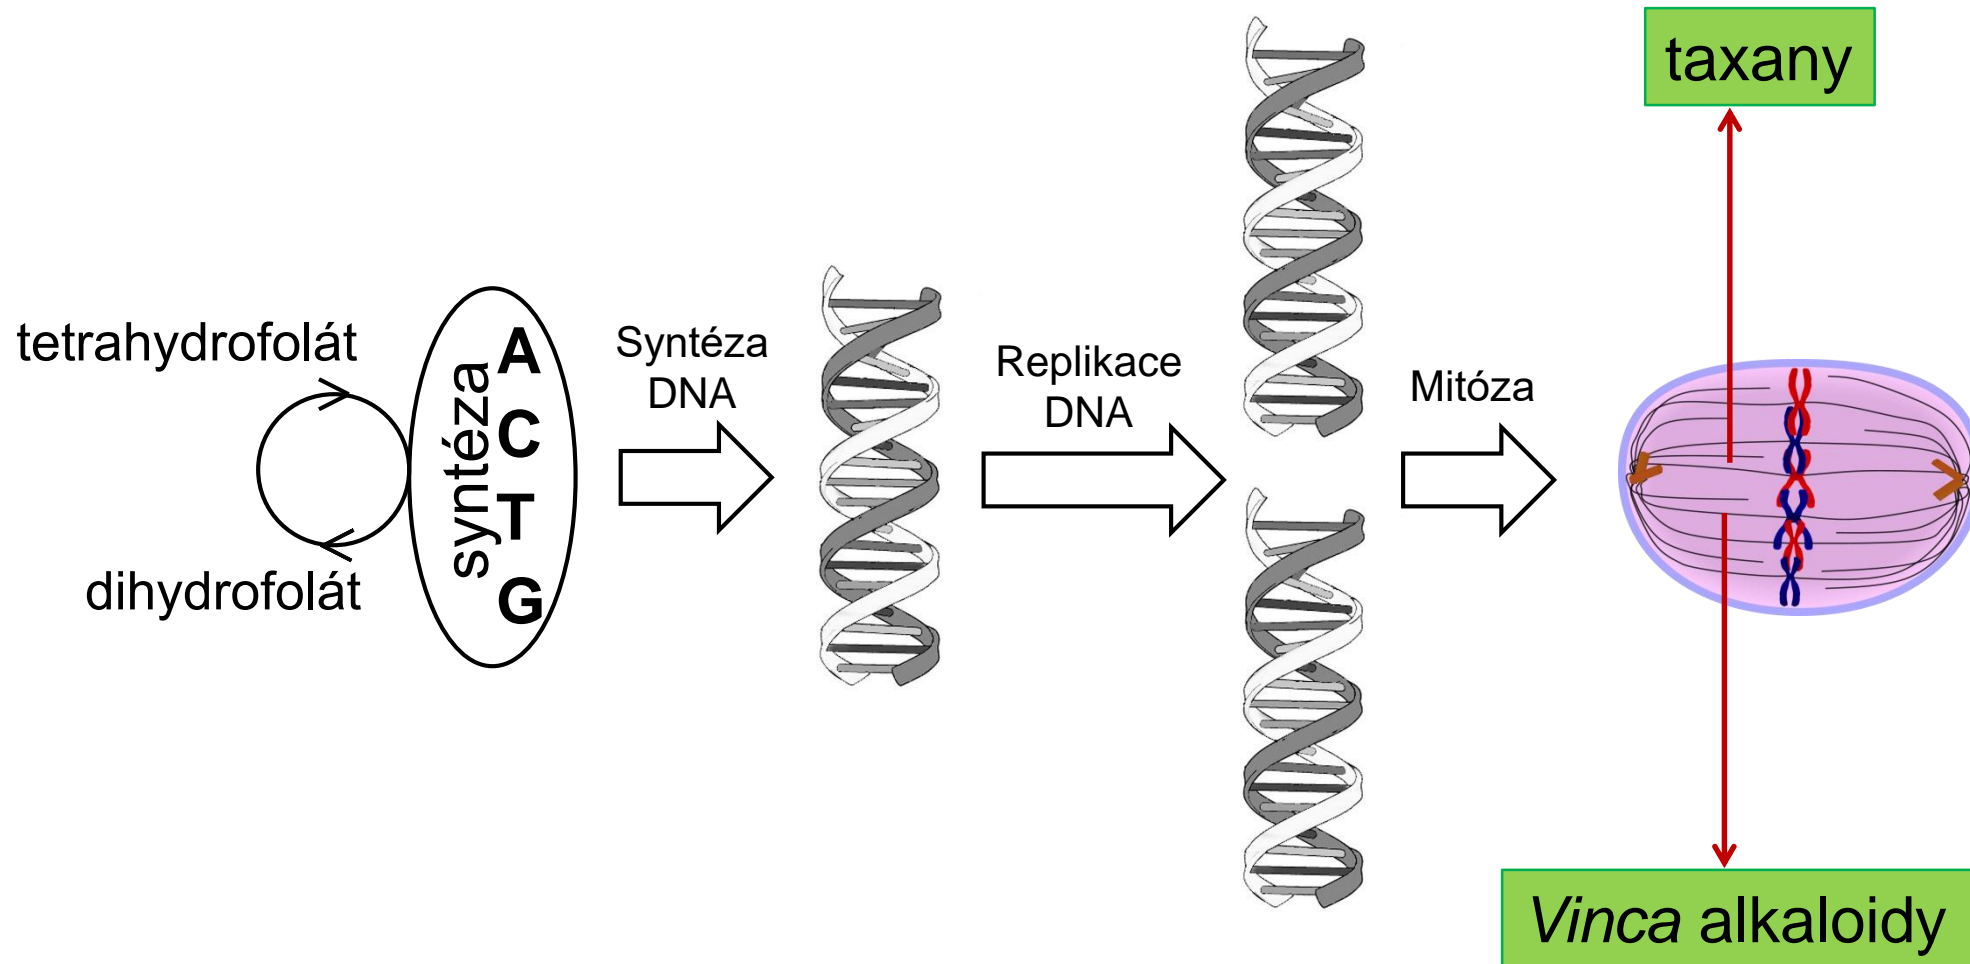 tetrahydrofolát
dihydrofolát
syntéza
A
C
T
G
Syntéza
DNA
Replikace
DNA
Mitóza
taxany
Vinca alkaloidy